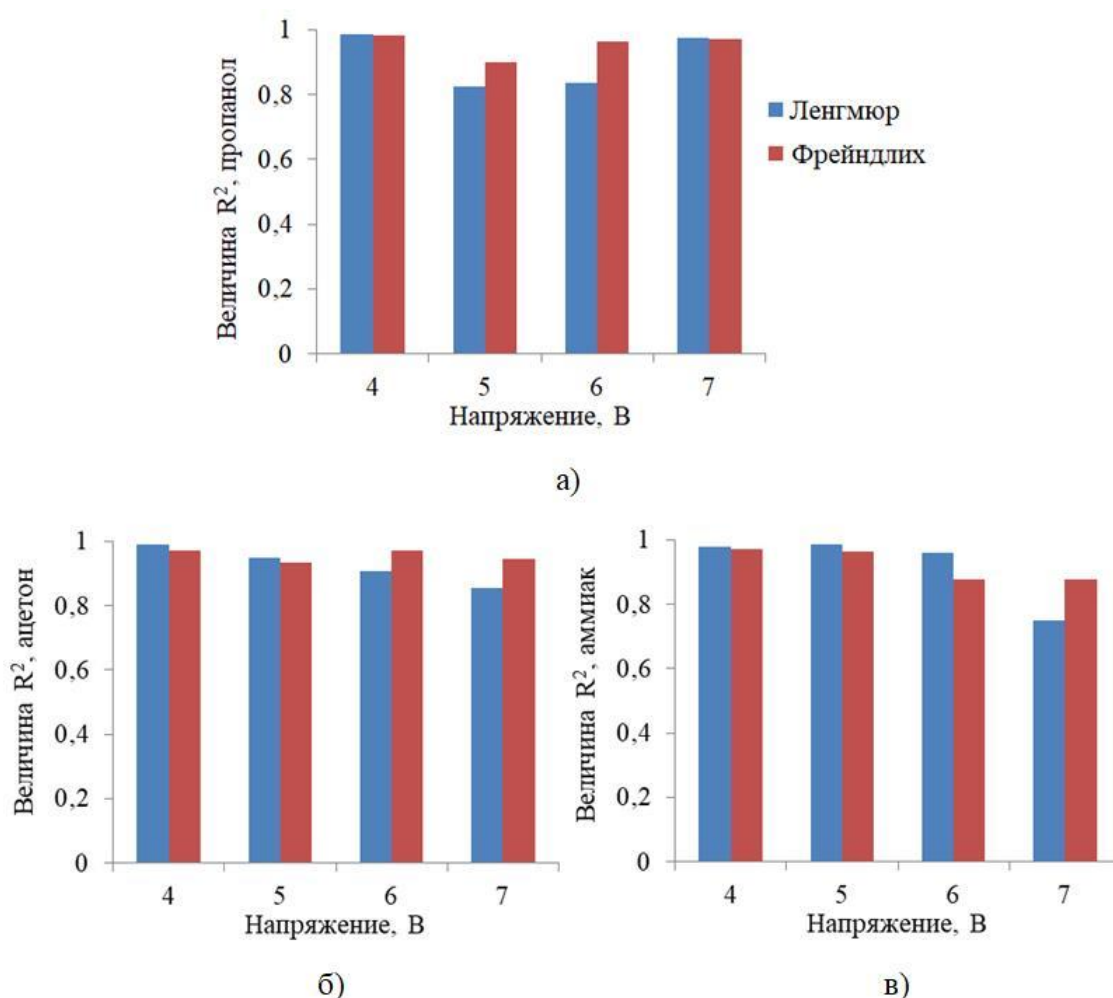 Величина R², пропанол
1
0,8
0,6
0,4
0,2
0
4 5 6 7
Напряжение, В
Ленгмюр
Фрейндлих
а)
Величина R², ацетон
1
0,8
0,6
0,4
0,2
0
4 5 6 7
Напряжение, В
б)
Величина R², аммиак
1
0,8
0,6
0,4
0,2
0
4 5 6 7
Напряжение, В
в)